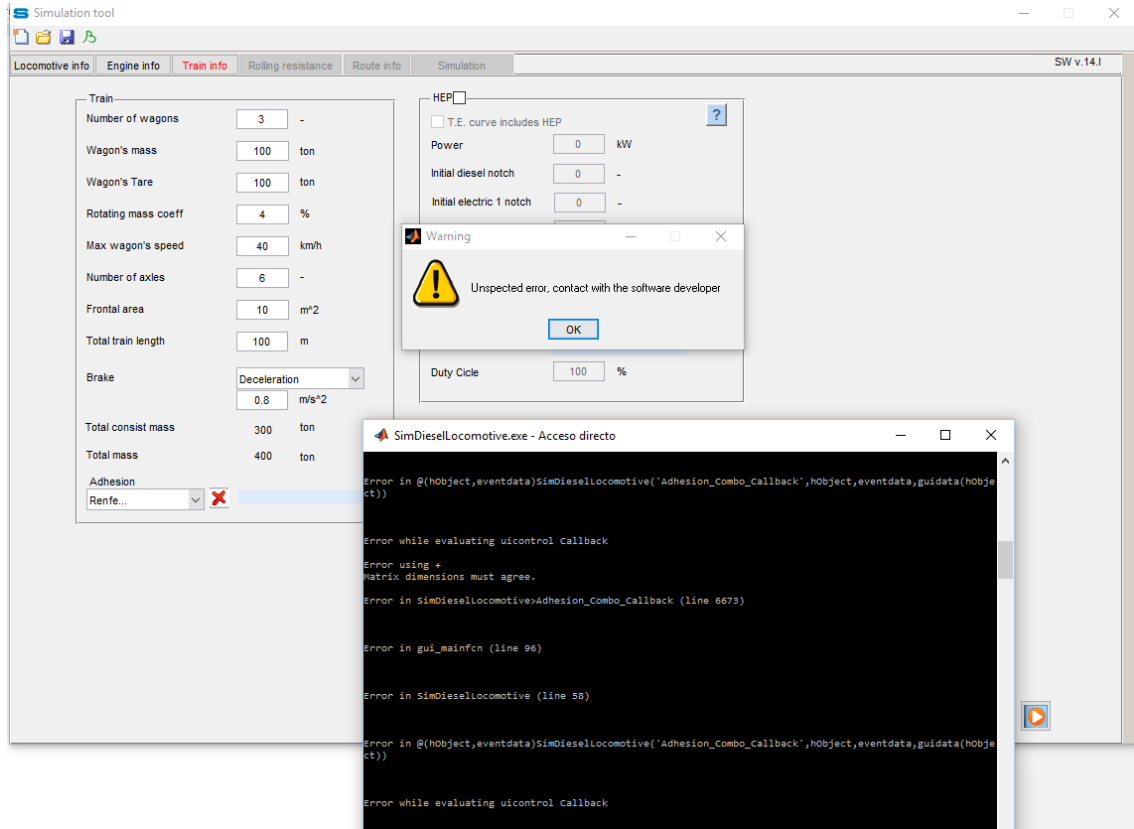 Simulation tool
Locomotive info Engine info Train info Rolling resistance Route info Simulation SW v.14.I
Train
Number of wagons 3 -
Wagon's mass 100 ton
Wagon's Tare 100 ton
Rotating mass coeff 4 %
Max wagon's speed 40 km/h
Number of axles 6 -
Frontal area 10 m^2
Total train length 100 m
Brake Deceleration
0.8 m/s^2
Total consist mass 300 ton
Total mass 400 ton
Adhesion
Renfe...
HEP
T.E. curve includes HEP
?
Power 0 kW
Initial diesel notch 0 -
Initial electric 1 notch 0 -
Warning
Unspected error, contact with the software developer
OK
Duty Cicle 100 %
SimDieselLocomotive.exe - Acceso directo
Error in @(hObject,eventdata)SimDieselLocomotive('Adhesion_Combo_Callback',hObject,eventdata,guidata(hObje
ct))
Error while evaluating uicontrol Callback
Error using +
Matrix dimensions must agree.
Error in SimDieselLocomotive>Adhesion_Combo_Callback (line 6673)
Error in gui_mainfcn (line 96)
Error in SimDieselLocomotive (line 58)
Error in @(hObject,eventdata)SimDieselLocomotive('Adhesion_Combo_Callback',hObject,eventdata,guidata(hObje
ct))
Error while evaluating uicontrol Callback